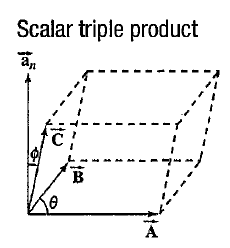 Scalar triple product
a⃗ₙ
ϕ
C⃗
B⃗
θ
A⃗